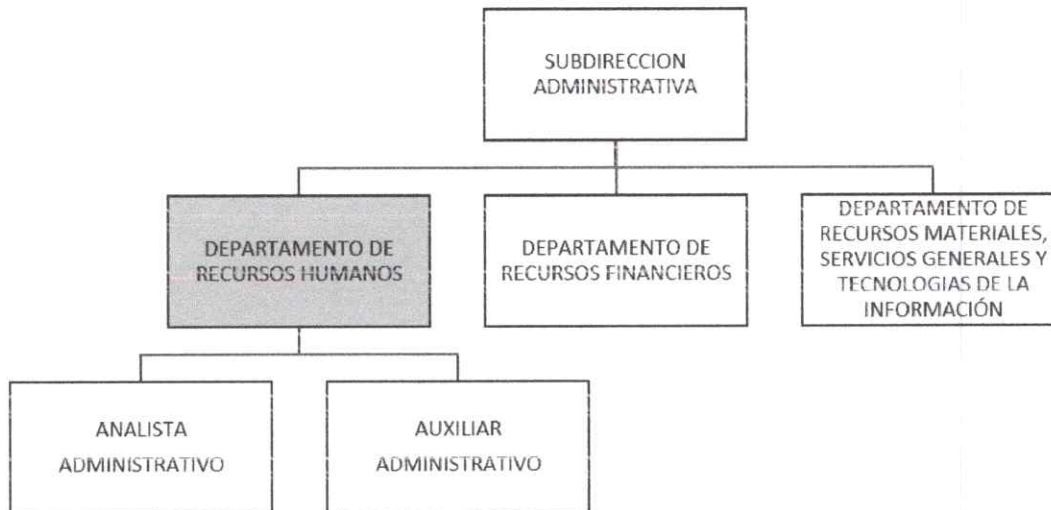 SUBDIRECCION
ADMINISTRATIVA
DEPARTAMENTO DE
RECURSOS HUMANOS
DEPARTAMENTO DE
RECURSOS FINANCIEROS
DEPARTAMENTO DE
RECURSOS MATERIALES,
SERVICIOS GENERALES Y
TECNOLOGIAS DE LA
INFORMACIÓN
ANALISTA
ADMINISTRATIVO
AUXILIAR
ADMINISTRATIVO